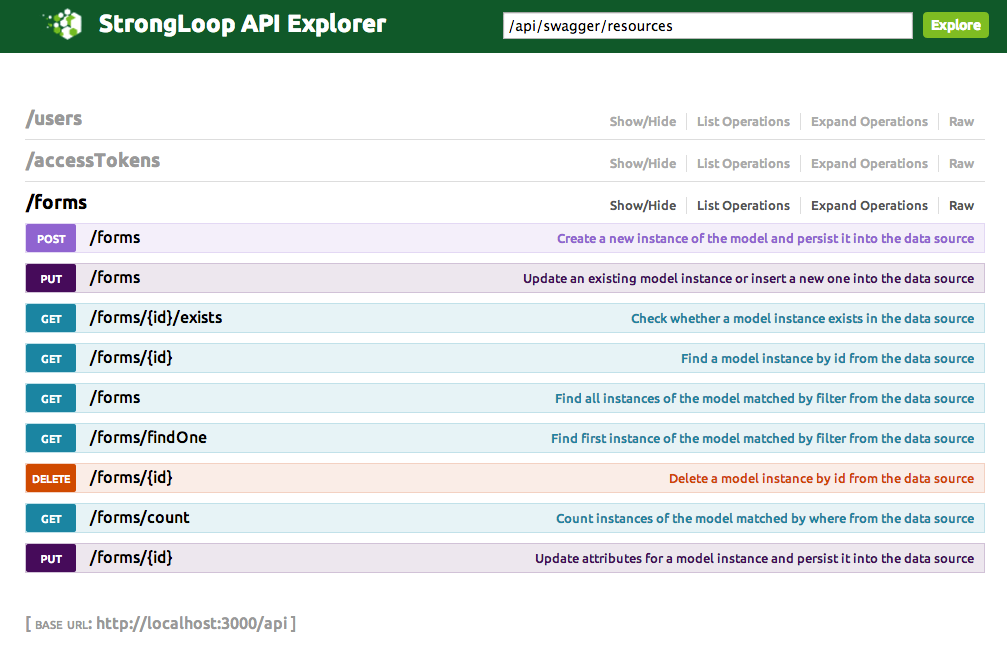 StrongLoop API Explorer /api/swagger/resources Explore
/users Show/Hide List Operations Expand Operations Raw
/accessTokens Show/Hide List Operations Expand Operations Raw
/forms Show/Hide List Operations Expand Operations Raw
POST /forms Create a new instance of the model and persist it into the data source
PUT /forms Update an existing model instance or insert a new one into the data source
GET /forms/{id}/exists Check whether a model instance exists in the data source
GET /forms/{id} Find a model instance by id from the data source
GET /forms Find all instances of the model matched by filter from the data source
GET /forms/findOne Find first instance of the model matched by filter from the data source
DELETE /forms/{id} Delete a model instance by id from the data source
GET /forms/count Count instances of the model matched by where from the data source
PUT /forms/{id} Update attributes for a model instance and persist it into the data source
[ BASE URL: http://localhost:3000/api ]